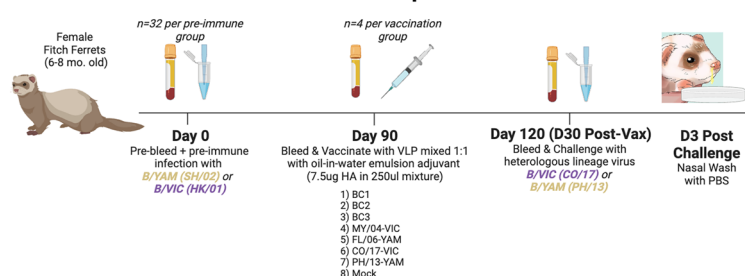 n=32 per pre-immune
group
n=4 per vaccination
group
Female
Fitch Ferrets
(6-8 mo. old)
Day 0
Pre-bleed + pre-immune
infection with
B/YAM (SH/02) or
B/VIC (HK/01)
Day 90
Bleed & Vaccinate with VLP mixed 1:1
with oil-in-water emulsion adjuvant
(7.5ug HA in 250ul mixture)
1) BC1
2) BC2
3) BC3
4) MY/04-VIC
5) FL/06-YAM
6) CO/17-VIC
7) PH/13-YAM
8) Mock
Day 120 (D30 Post-Vax)
Bleed & Challenge with
heterologous lineage virus
B/VIC (CO/17) or
B/YAM (PH/13)
D3 Post
Challenge
Nasal Wash
with PBS